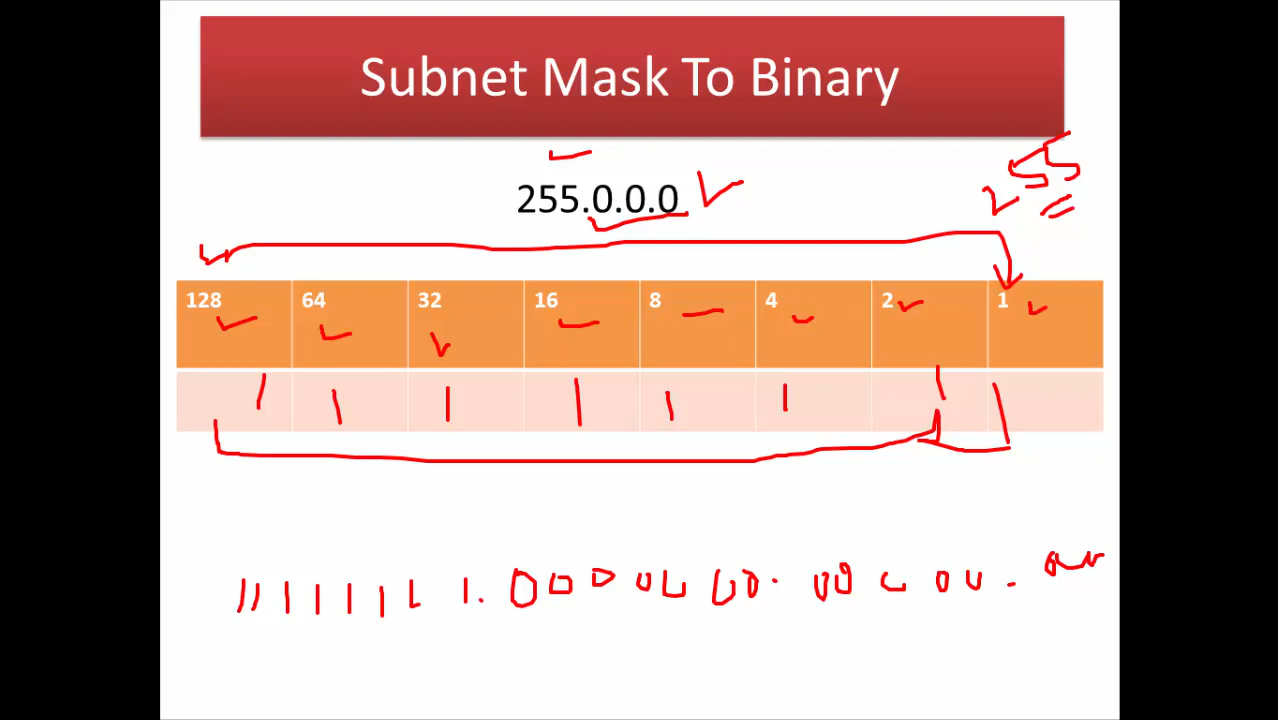 Subnet Mask To Binary
255.0.0.0
55
128 64 32 16 8 4 2 1
1 1 1 1 1 1 1 1